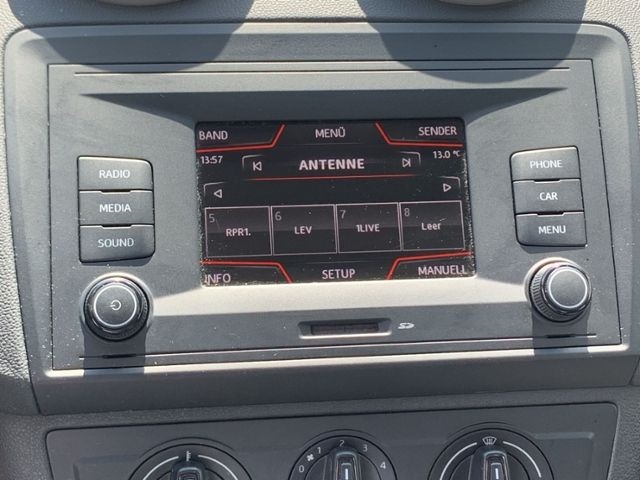 BAND MENÜ SENDER
13:57 13.0 °C
ANTENNE
5 6 7 8
RPR1. LEV 1LIVE Leer
INFO SETUP MANUELL
RADIO
MEDIA
SOUND
PHONE
CAR
MENU
SD
0 1 2 3 4